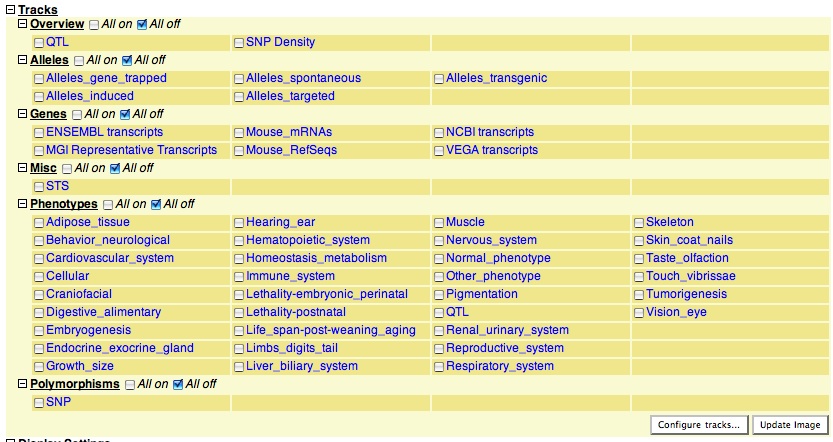 Tracks
Overview All on All off
QTL SNP Density
Alleles All on All off
Alleles_gene_trapped Alleles_spontaneous Alleles_transgenic
Alleles_induced Alleles_targeted
Genes All on All off
ENSEMBL transcripts Mouse_mRNAs NCBI transcripts
MGI Representative Transcripts Mouse_RefSeqs VEGA transcripts
Misc All on All off
STS
Phenotypes All on All off
Adipose_tissue Hearing_ear Muscle Skeleton
Behavior_neurological Hematopoietic_system Nervous_system Skin_coat_nails
Cardiovascular_system Homeostasis_metabolism Normal_phenotype Taste_olfaction
Cellular Immune_system Other_phenotype Touch_vibrissae
Craniofacial Lethality-embryonic_perinatal Pigmentation Tumorigenesis
Digestive_alimentary Lethality-postnatal QTL Vision_eye
Embryogenesis Life_span-post-weaning_aging Renal_urinary_system
Endocrine_exocrine_gland Limbs_digits_tail Reproductive_system
Growth_size Liver_biliary_system Respiratory_system
Polymorphisms All on All off
SNP
Configure tracks... Update Image
Display Settings